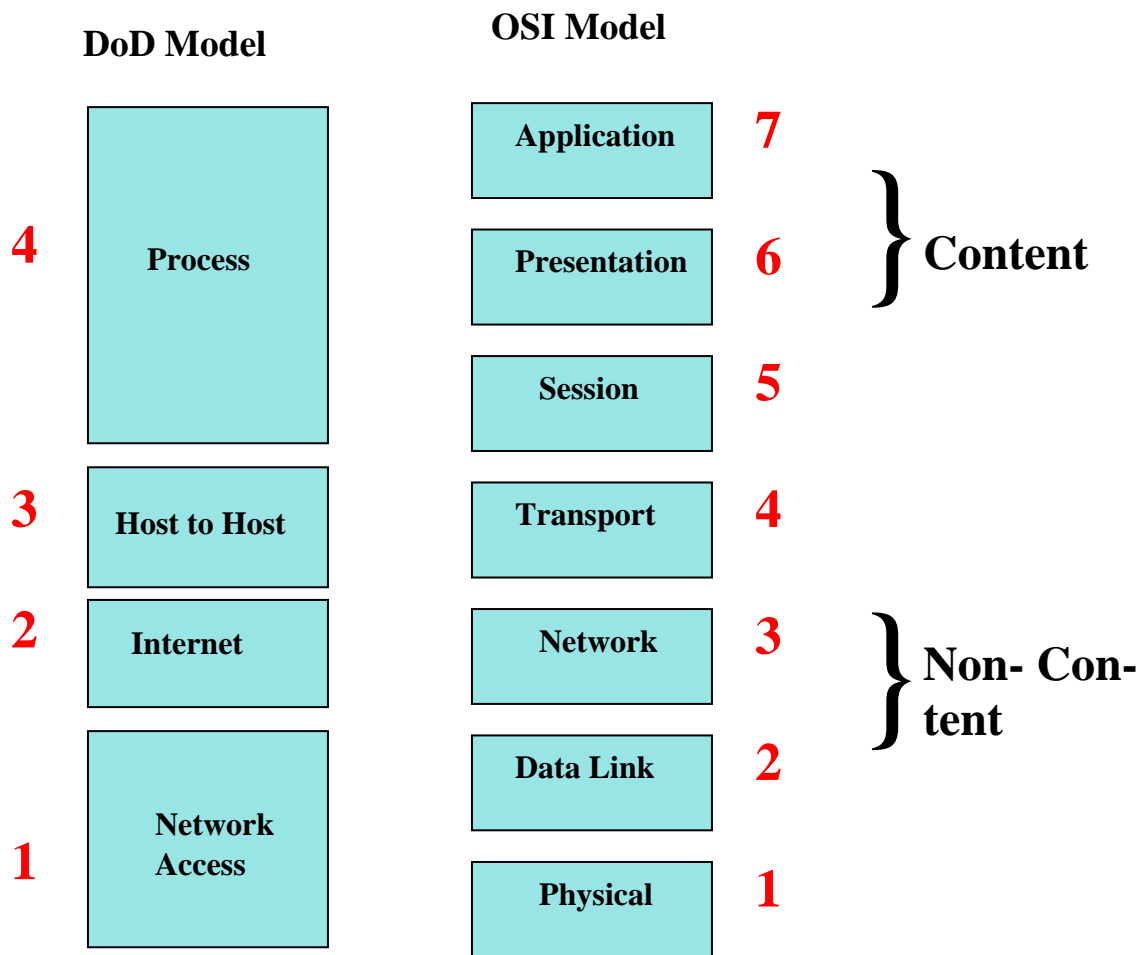 DoD Model
OSI Model
4
Process
3
Host to Host
2
Internet
1
Network
Access
Application
7
Presentation
6
Session
5
Transport
4
Network
3
Data Link
2
Physical
1
Content
Non- Con-
tent